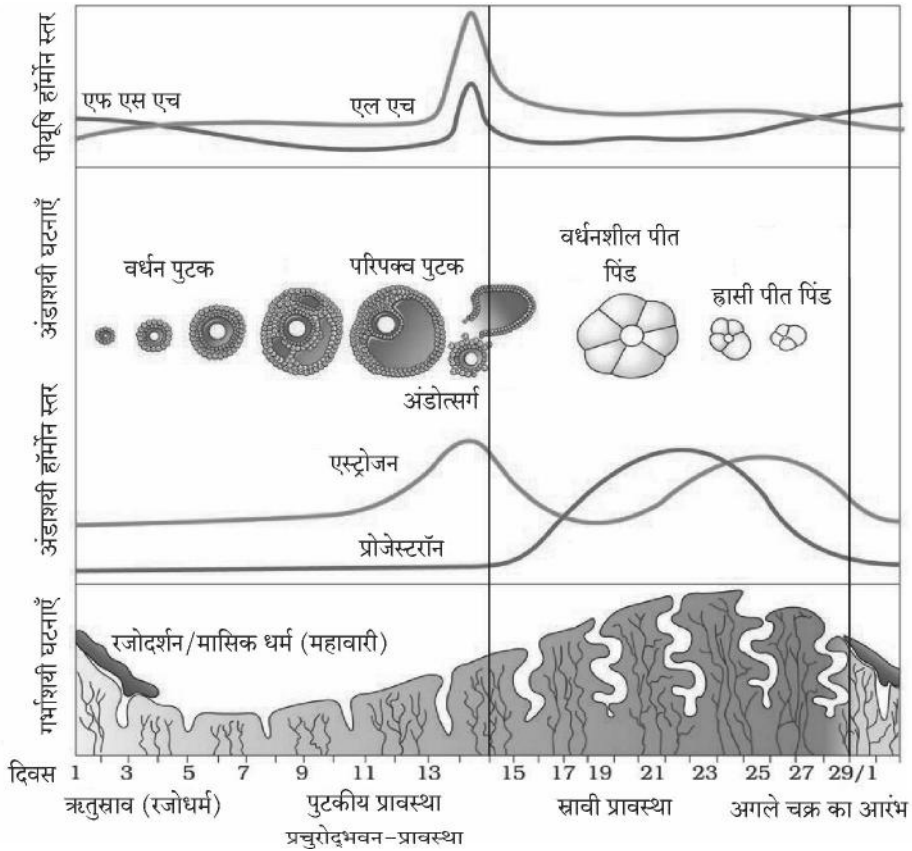 पीयूषि हॉर्मोन स्तर
एफ एस एच
एल एच
अंडाशयी घटनाएँ
वर्धन पुटक
परिपक्व पुटक
वर्धनशील पीत
पिंड
ह्रासी पीत पिंड
अंडोत्सर्ग
अंडाशयी हॉर्मोन स्तर
एस्ट्रोजन
प्रोजेस्टरॉन
गर्भाशयी घटनाएँ
रजोदर्शन/मासिक धर्म (महावारी)
दिवस 1 3 5 7 9 11 13 15 17 19 21 23 25 27 29/1
ऋतुस्राव (रजोधर्म) पुटकीय प्रावस्था स्रावी प्रावस्था अगले चक्र का आरंभ
प्रचुरोद्भवन-प्रावस्था